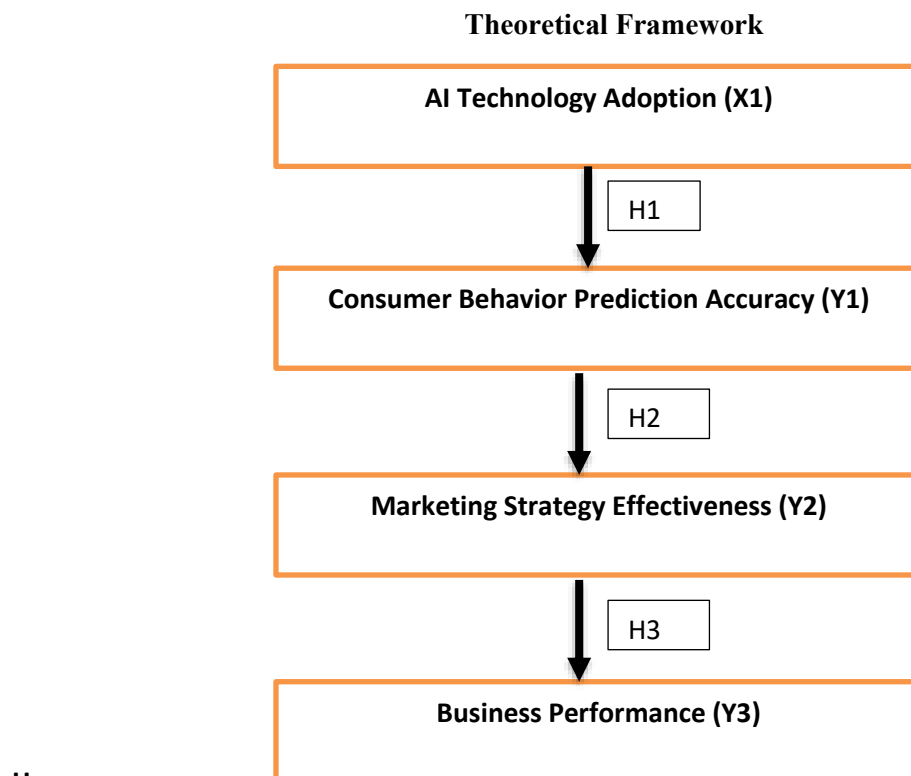 Theoretical Framework
AI Technology Adoption (X1)
H1
Consumer Behavior Prediction Accuracy (Y1)
H2
Marketing Strategy Effectiveness (Y2)
H3
Business Performance (Y3)